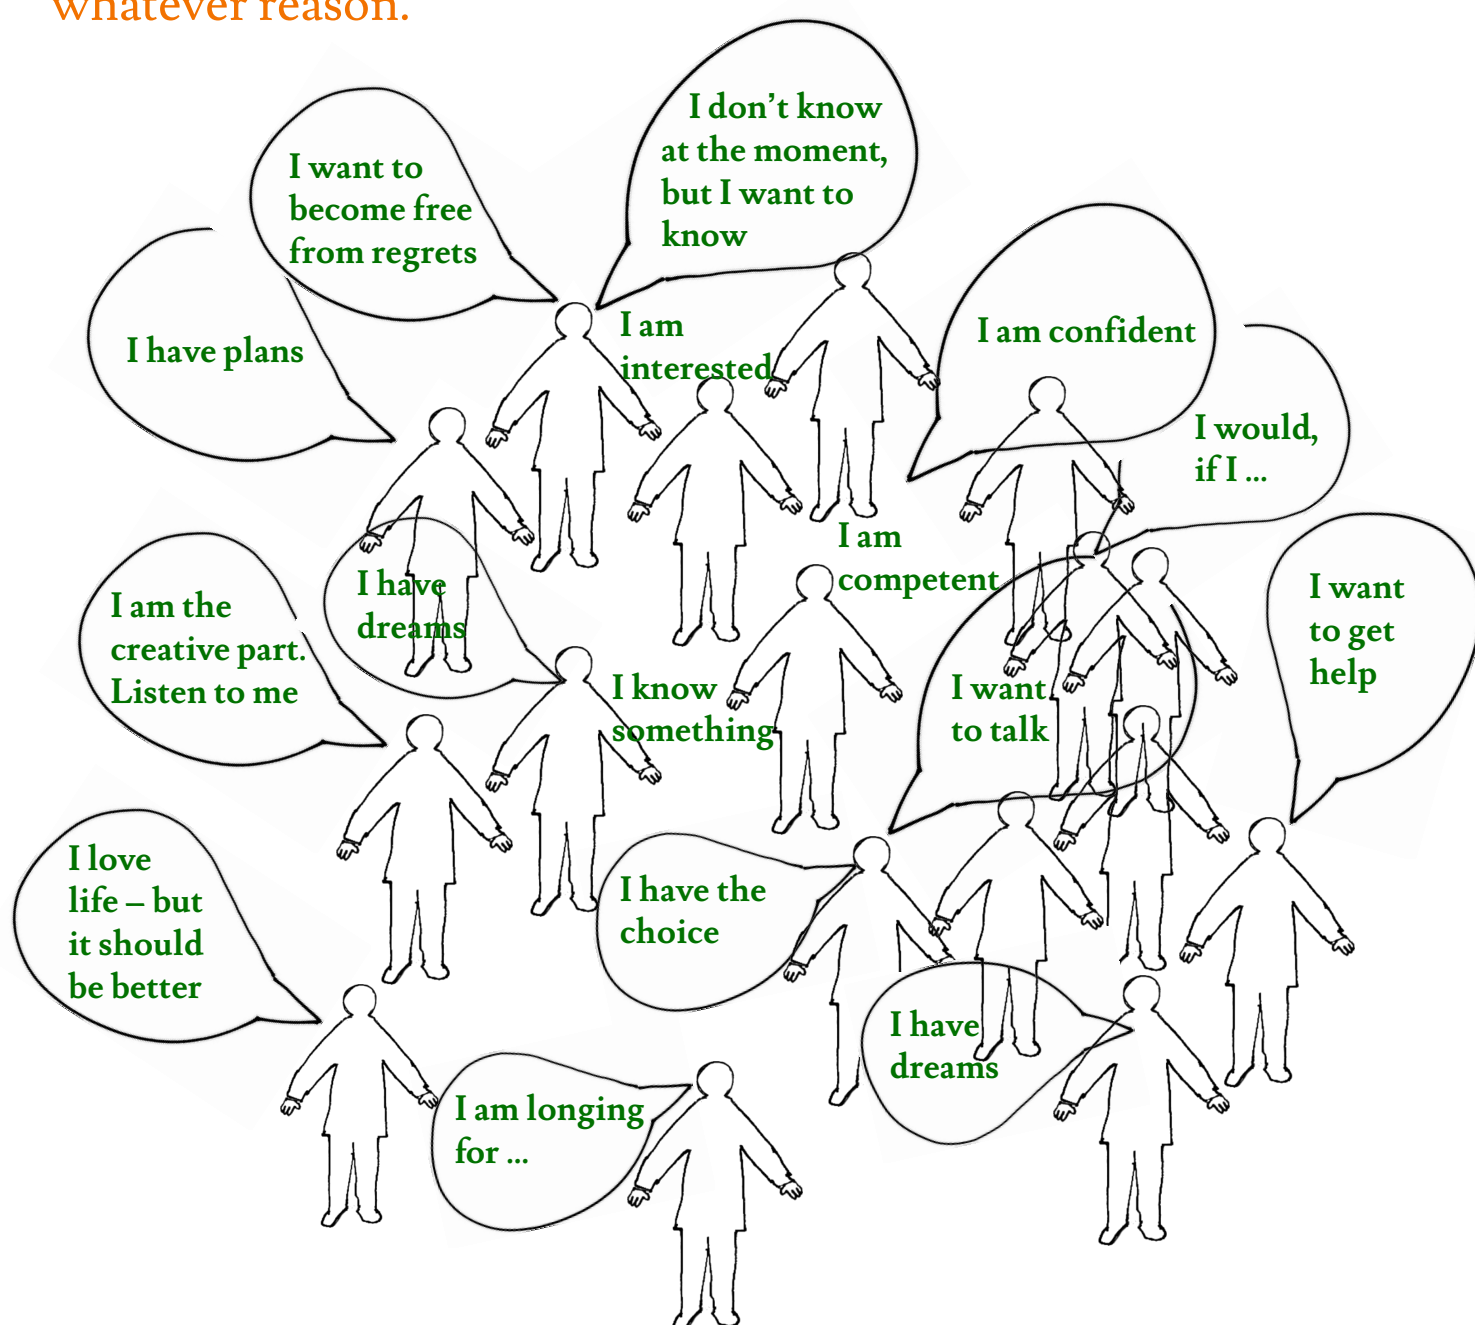 whatever reason.
I don’t know
at the moment,
but I want to
know
I want to
become free
from regrets
I have plans
I am
interested
I am confident
I would,
if I ...
I am
competent
I have
dreams
I am the
creative part.
Listen to me
I want
to get
help
I know
something
I want
to talk
I love
life – but
it should
be better
I have the
choice
I have
dreams
I am longing
for ...